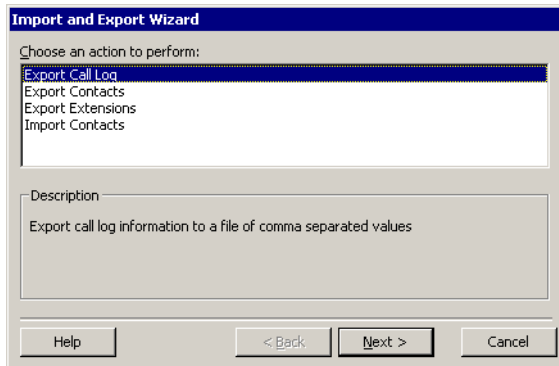 Import and Export Wizard
Choose an action to perform:
Export Call Log
Export Contacts
Export Extensions
Import Contacts
Description
Export call log information to a file of comma separated values
Help
< Back
Next >
Cancel